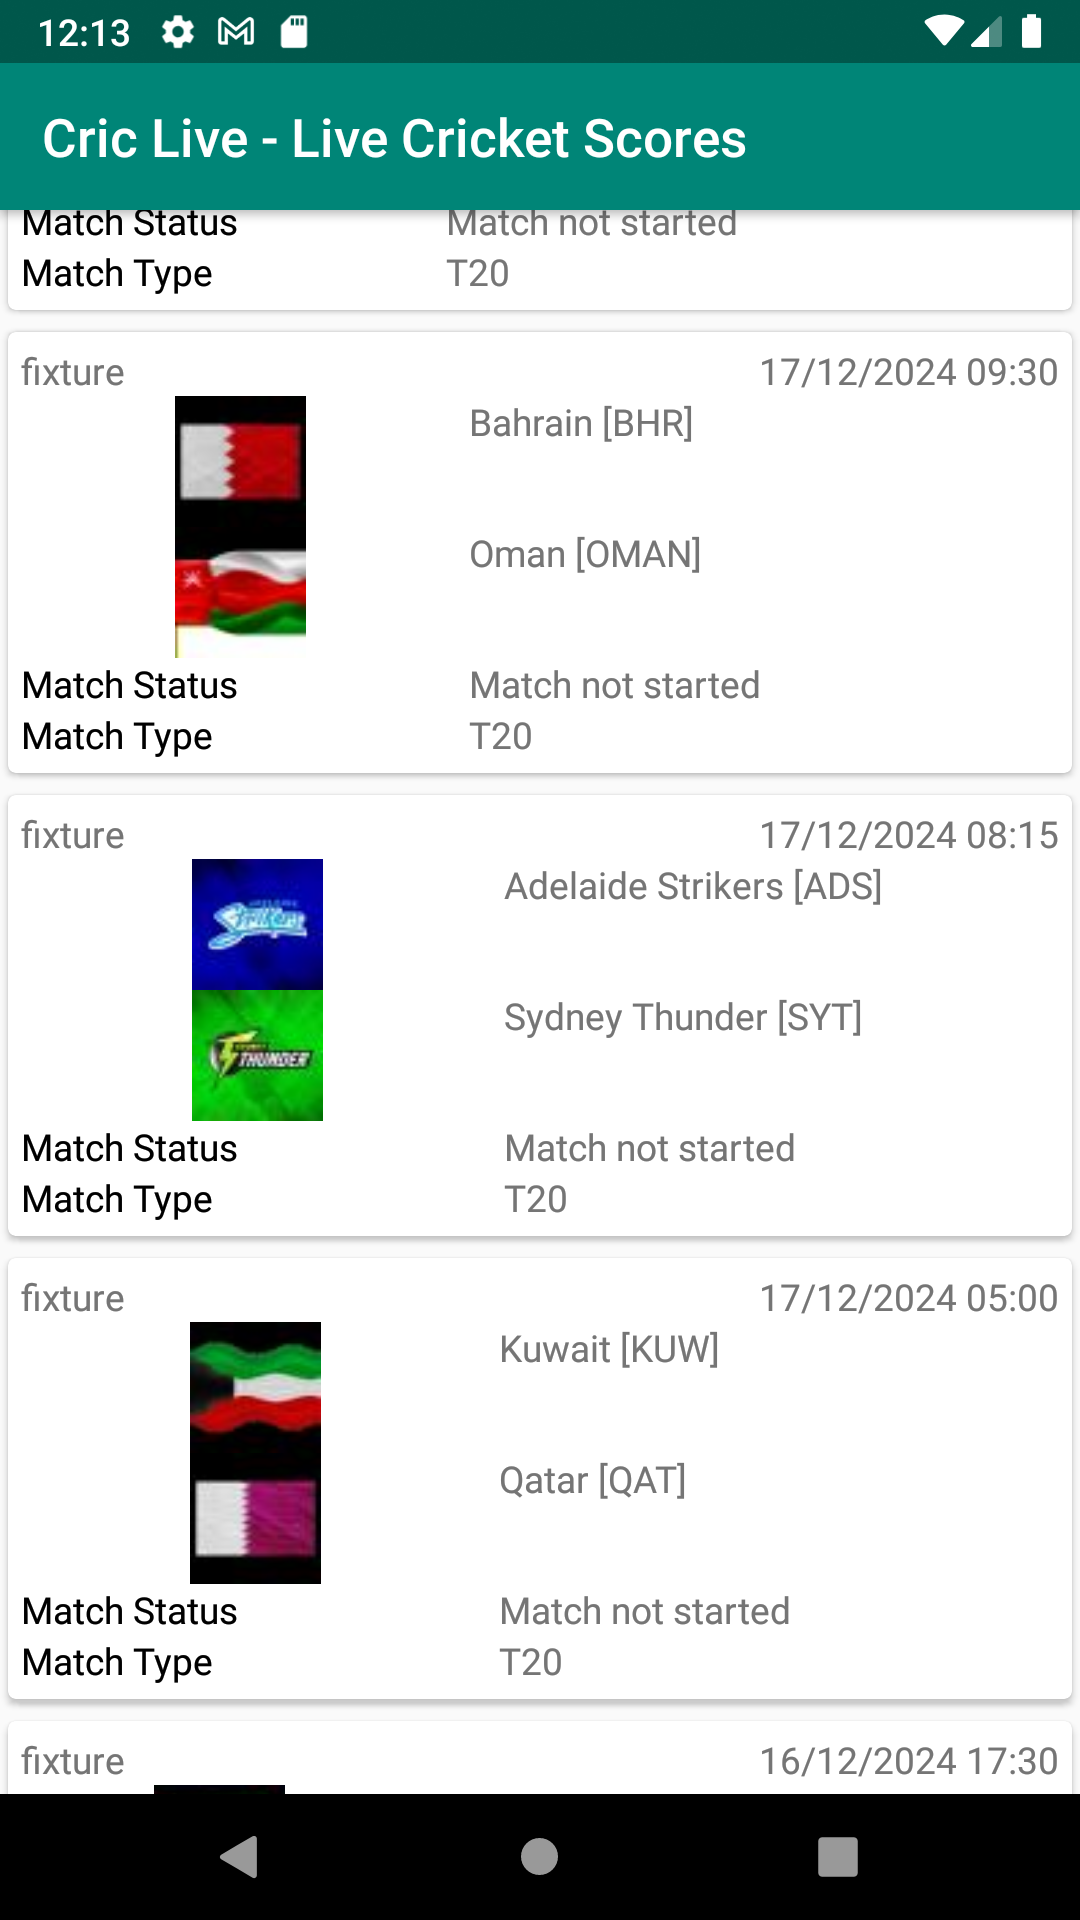 12:13
Cric Live - Live Cricket Scores
Match Status Match not started
Match Type T20
fixture 17/12/2024 09:30
Bahrain [BHR]
Oman [OMAN]
Match Status Match not started
Match Type T20
fixture 17/12/2024 08:15
Adelaide Strikers [ADS]
Strikers
Sydney Thunder [SYT]
THUNDER
Match Status Match not started
Match Type T20
fixture 17/12/2024 05:00
Kuwait [KUW]
Qatar [QAT]
Match Status Match not started
Match Type T20
fixture 16/12/2024 17:30